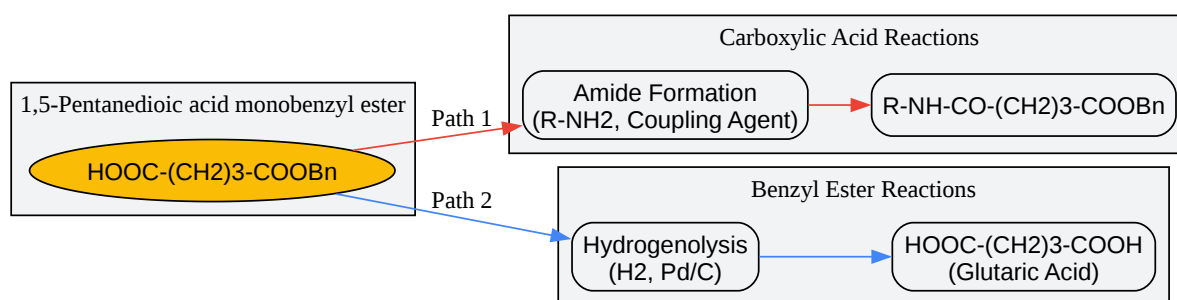 1,5-Pentanedioic acid monobenzyl ester
HOOC-(CH2)3-COOBn
Path 1
Path 2
Carboxylic Acid Reactions
Amide Formation
(R-NH2, Coupling Agent)
R-NH-CO-(CH2)3-COOBn
Benzyl Ester Reactions
Hydrogenolysis
(H2, Pd/C)
HOOC-(CH2)3-COOH
(Glutaric Acid)